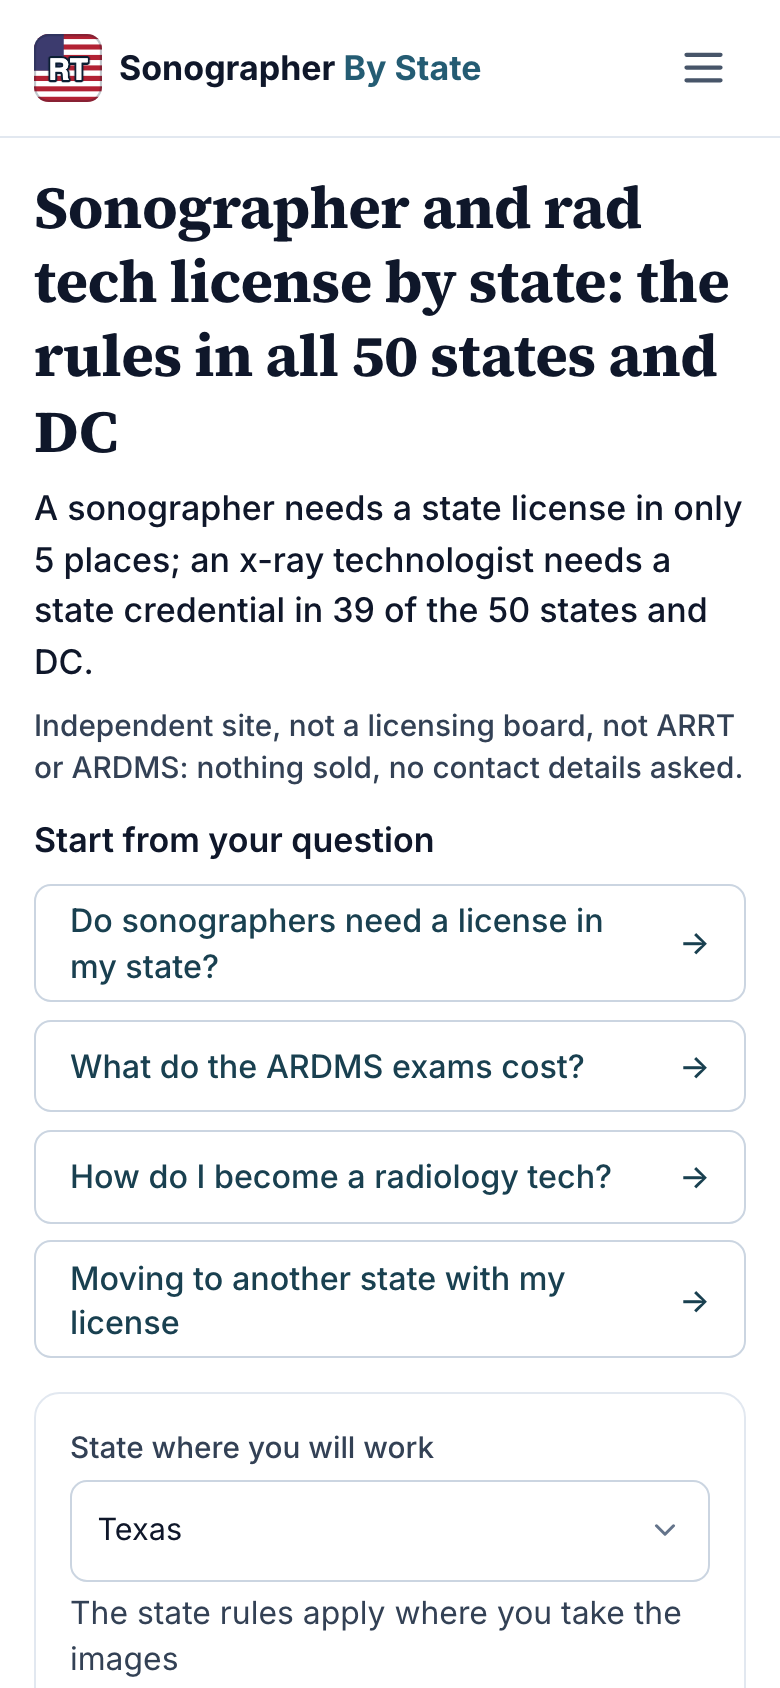 RT
Sonographer By State
Sonographer and rad
tech license by state: the
rules in all 50 states and
DC
A sonographer needs a state license in only
5 places; an x-ray technologist needs a
state credential in 39 of the 50 states and
DC.
Independent site, not a licensing board, not ARRT
or ARDMS: nothing sold, no contact details asked.
Start from your question
Do sonographers need a license in
my state?
What do the ARDMS exams cost?
How do I become a radiology tech?
Moving to another state with my
license
State where you will work
Texas
The state rules apply where you take the
images